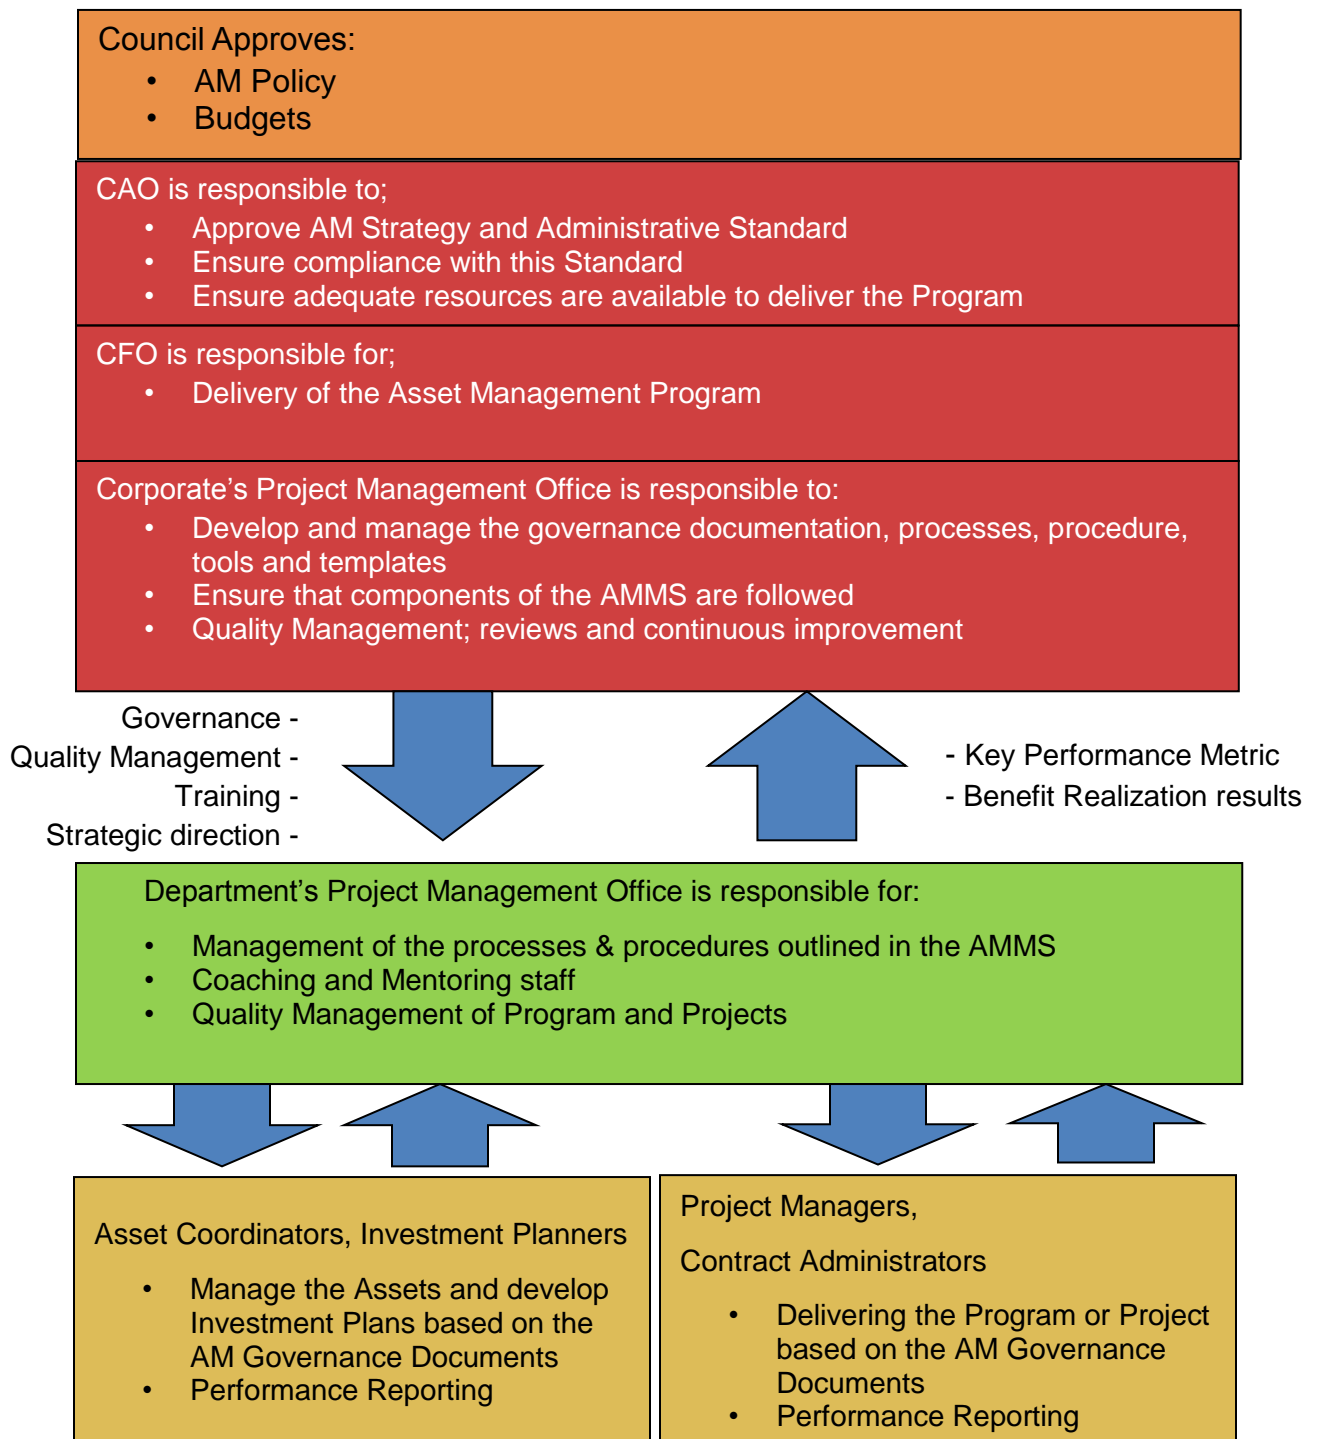 Council Approves:
• AM Policy
• Budgets
CAO is responsible to;
• Approve AM Strategy and Administrative Standard
• Ensure compliance with this Standard
• Ensure adequate resources are available to deliver the Program
CFO is responsible for;
• Delivery of the Asset Management Program
Corporate's Project Management Office is responsible to:
• Develop and manage the governance documentation, processes, procedure,
tools and templates
• Ensure that components of the AMMS are followed
• Quality Management; reviews and continuous improvement
Governance -
Quality Management -
Training -
Strategic direction -
- Key Performance Metric
- Benefit Realization results
Department's Project Management Office is responsible for:
• Management of the processes & procedures outlined in the AMMS
• Coaching and Mentoring staff
• Quality Management of Program and Projects
Asset Coordinators, Investment Planners
• Manage the Assets and develop
Investment Plans based on the
AM Governance Documents
• Performance Reporting
Project Managers,
Contract Administrators
• Delivering the Program or Project
based on the AM Governance
Documents
• Performance Reporting